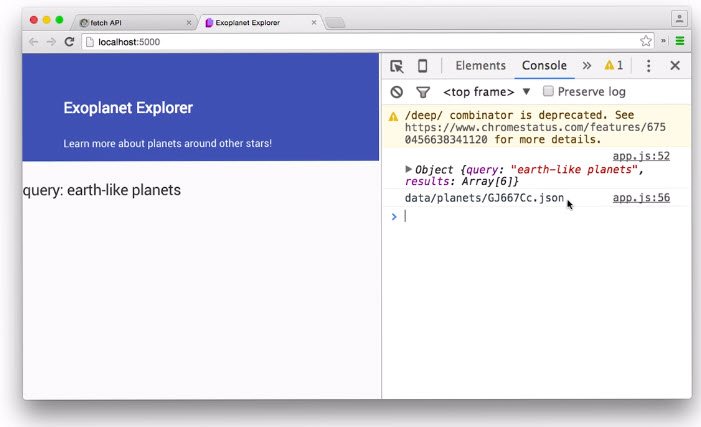 fetch API
Exoplanet Explorer
localhost:5000
Exoplanet Explorer
Learn more about planets around other stars!
query: earth-like planets
Elements Console » 1
<top frame> ▼ Preserve log
/deep/ combinator is deprecated. See
https://www.chromestatus.com/features/675
0456638341120 for more details.
app.js:52
Object {query: "earth-like planets",
results: Array[6]}
data/planets/GJ667Cc.json app.js:56